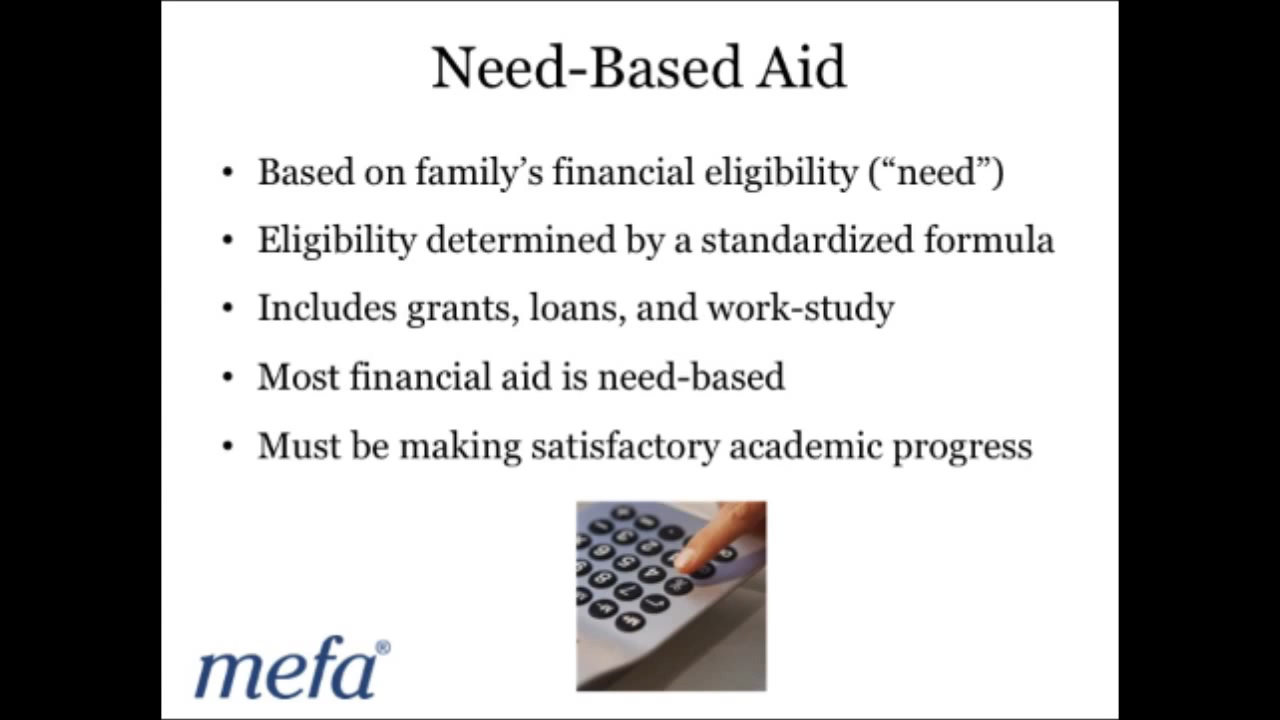 Need-Based Aid
• Based on family’s financial eligibility (“need”)
• Eligibility determined by a standardized formula
• Includes grants, loans, and work-study
• Most financial aid is need-based
• Must be making satisfactory academic progress
mefa®